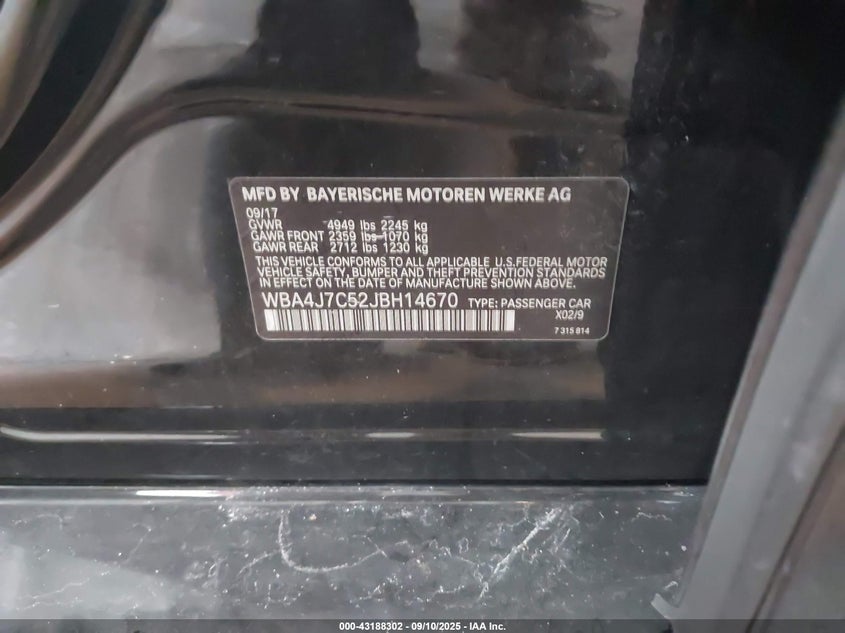 MFD BY BAYERISCHE MOTOREN WERKE AG
09/17
GVWR 4949 lbs 2245 kg
GAWR FRONT 2359 lbs 1070 kg
GAWR REAR 2712 lbs 1230 kg
THIS VEHICLE CONFORMS TO ALL APPLICABLE U.S.FEDERAL MOTOR
VEHICLE SAFETY, BUMPER AND THEFT PREVENTION STANDARDS
IN EFFECT ON THE DATE OF MANUFACTURE SHOWN ABOVE.
WBA4J7C52JBH14670 TYPE: PASSENGER CAR
X02/9
7 315 814
000-43188302 - 09/10/2025 - IAA Inc.